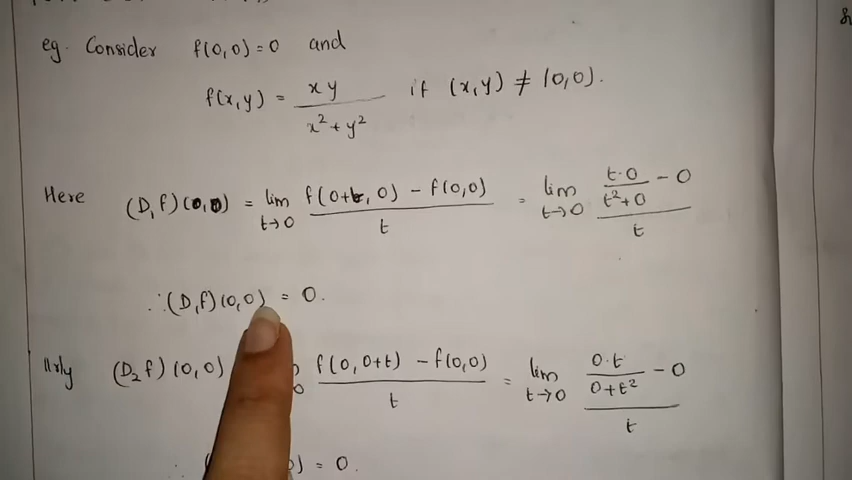 eg. Consider f(0,0) = 0 and
f(x,y) = xy / x² + y² if (x,y) ≠ (0,0).
Here (D₁f)(0,0) = lim t→0 f(0+t, 0) − f(0,0) / t = lim t→0 t·0 / t²+0 − 0 / t
∴ (D₁f)(0,0) = 0.
lllrly (D₂f)(0,0) f(0,0+t) − f(0,0) / t = lim t→0 0·t / 0+t² − 0 / t
∴ ) = 0.